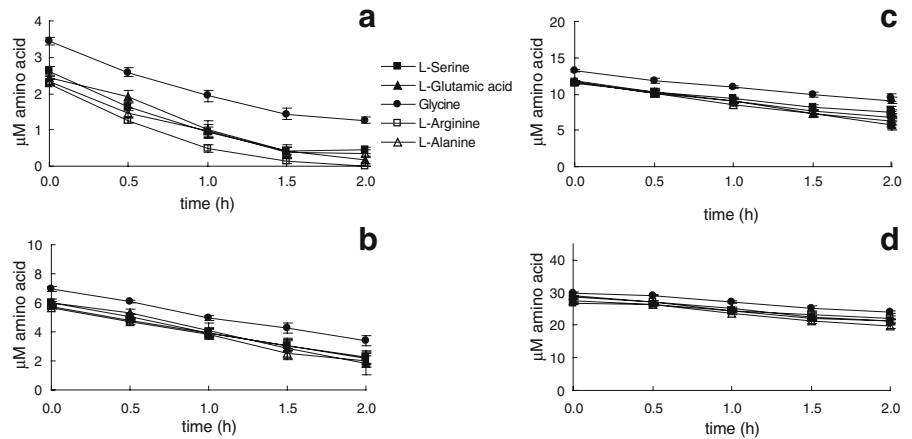 a
4
3
2
1
0
0.0 0.5 1.0 1.5 2.0
time (h)
µM amino acid
L-Serine
L-Glutamic acid
Glycine
L-Arginine
L-Alanine
c
20
15
10
5
0
0.0 0.5 1.0 1.5 2.0
time (h)
µM amino acid
b
10
8
6
4
2
0
0.0 0.5 1.0 1.5 2.0
time (h)
µM amino acid
d
40
30
20
10
0
0.0 0.5 1.0 1.5 2.0
time (h)
µM amino acid